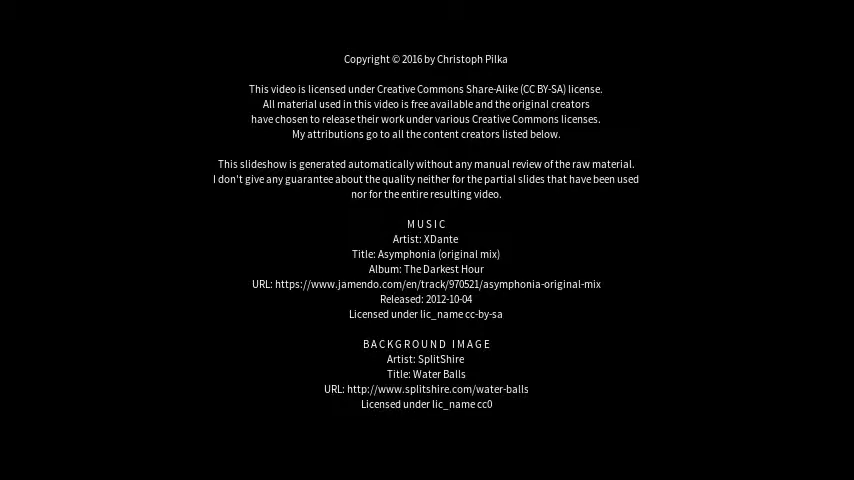 Copyright © 2016 by Christoph Pilka
This video is licensed under Creative Commons Share-Alike (CC BY-SA) license.
All material used in this video is free available and the original creators
have chosen to release their work under various Creative Commons licenses.
My attributions go to all the content creators listed below.
This slideshow is generated automatically without any manual review of the raw material.
I don't give any guarantee about the quality neither for the partial slides that have been used
nor for the entire resulting video.
MUSIC
Artist: XDante
Title: Asymphonia (original mix)
Album: The Darkest Hour
URL: https://www.jamendo.com/en/track/970521/asymphonia-original-mix
Released: 2012-10-04
Licensed under lic_name cc-by-sa
BACKGROUND IMAGE
Artist: SplitShire
Title: Water Balls
URL: http://www.splitshire.com/water-balls
Licensed under lic_name cc0